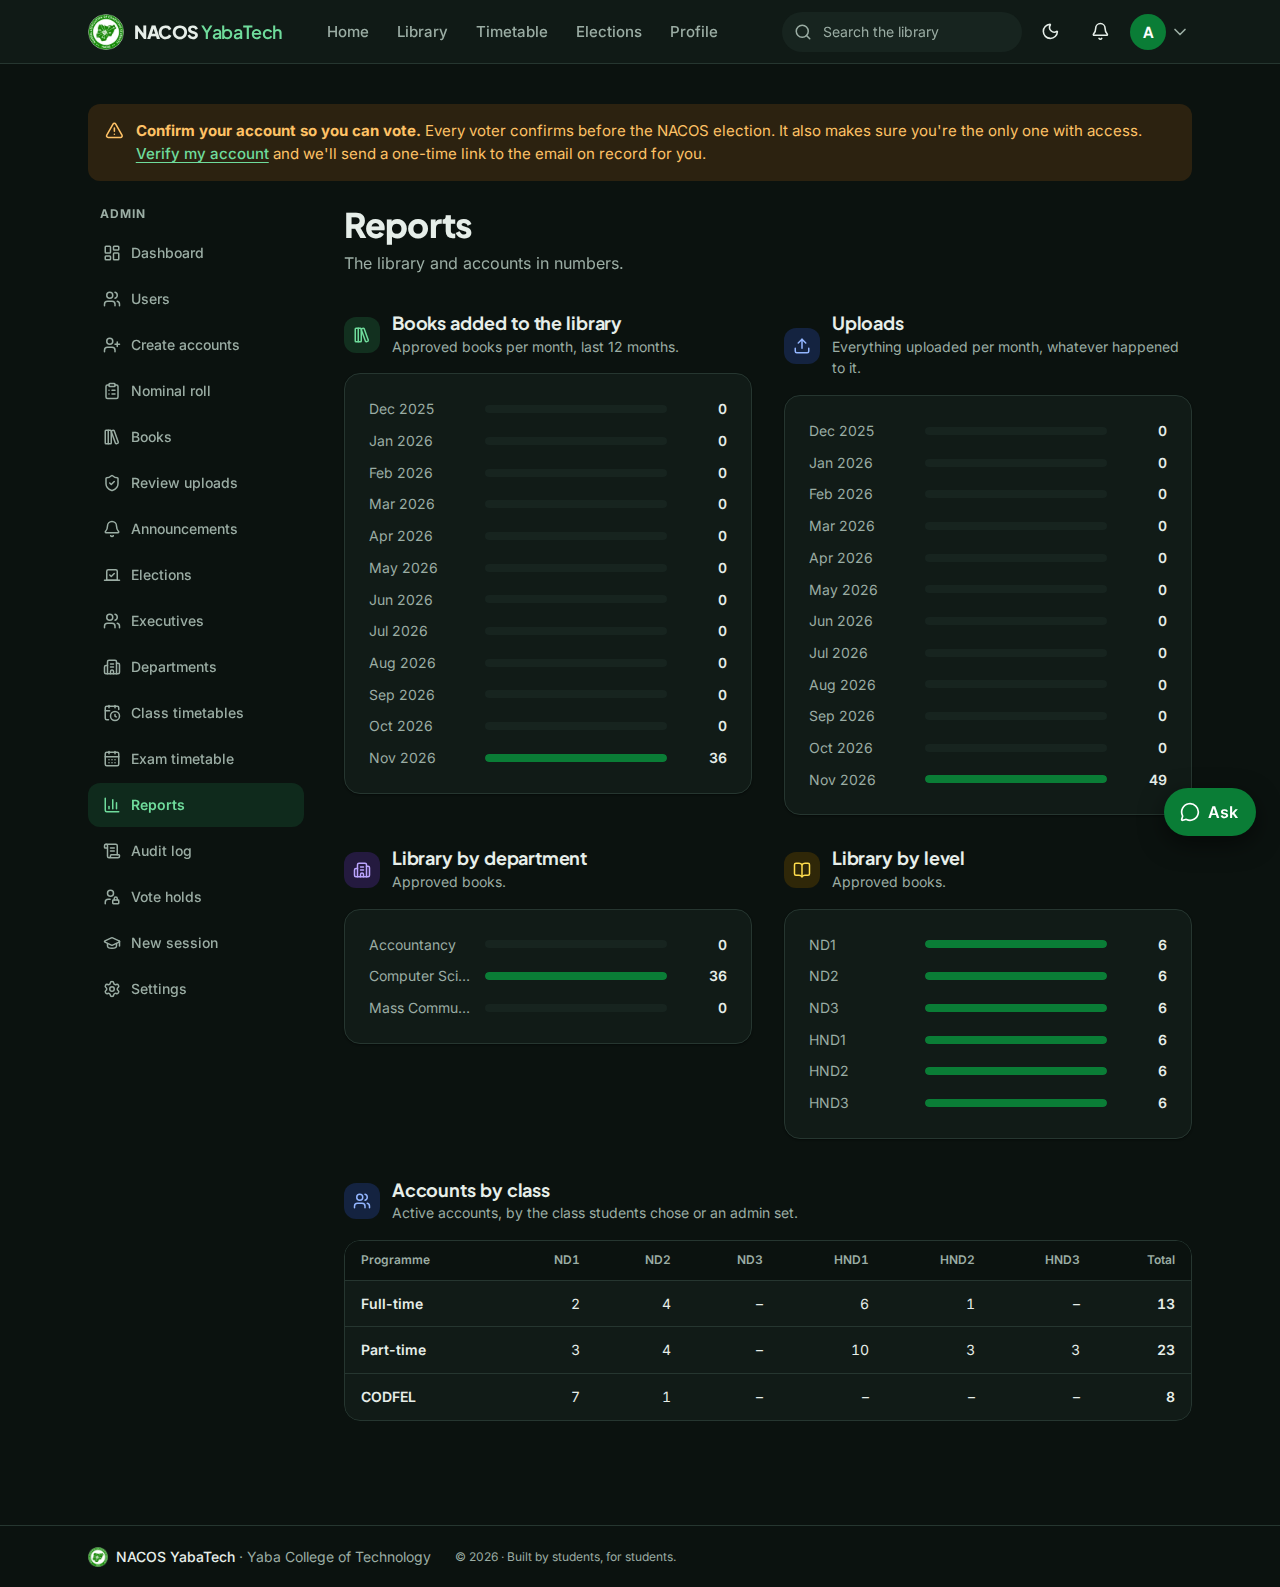 NACOS YabaTech
Home
Library
Timetable
Elections
Profile
Search the library
A
Confirm your account so you can vote. Every voter confirms before the NACOS election. It also makes sure you're the only one with access.
Verify my account and we'll send a one-time link to the email on record for you.
ADMIN
Dashboard
Users
Create accounts
Nominal roll
Books
Review uploads
Announcements
Elections
Executives
Departments
Class timetables
Exam timetable
Reports
Audit log
Vote holds
New session
Settings
Reports
The library and accounts in numbers.
Books added to the library
Approved books per month, last 12 months.
Dec 2025 0
Jan 2026 0
Feb 2026 0
Mar 2026 0
Apr 2026 0
May 2026 0
Jun 2026 0
Jul 2026 0
Aug 2026 0
Sep 2026 0
Oct 2026 0
Nov 2026 36
Uploads
Everything uploaded per month, whatever happened
to it.
Dec 2025 0
Jan 2026 0
Feb 2026 0
Mar 2026 0
Apr 2026 0
May 2026 0
Jun 2026 0
Jul 2026 0
Aug 2026 0
Sep 2026 0
Oct 2026 0
Nov 2026 49
Ask
Library by department
Approved books.
Accountancy 0
Computer Sci... 36
Mass Commu... 0
Library by level
Approved books.
ND1 6
ND2 6
ND3 6
HND1 6
HND2 6
HND3 6
Accounts by class
Active accounts, by the class students chose or an admin set.
Programme ND1 ND2 ND3 HND1 HND2 HND3 Total
Full-time 2 4 – 6 1 – 13
Part-time 3 4 – 10 3 3 23
CODFEL 7 1 – – – – 8
NACOS YabaTech · Yaba College of Technology
© 2026 · Built by students, for students.